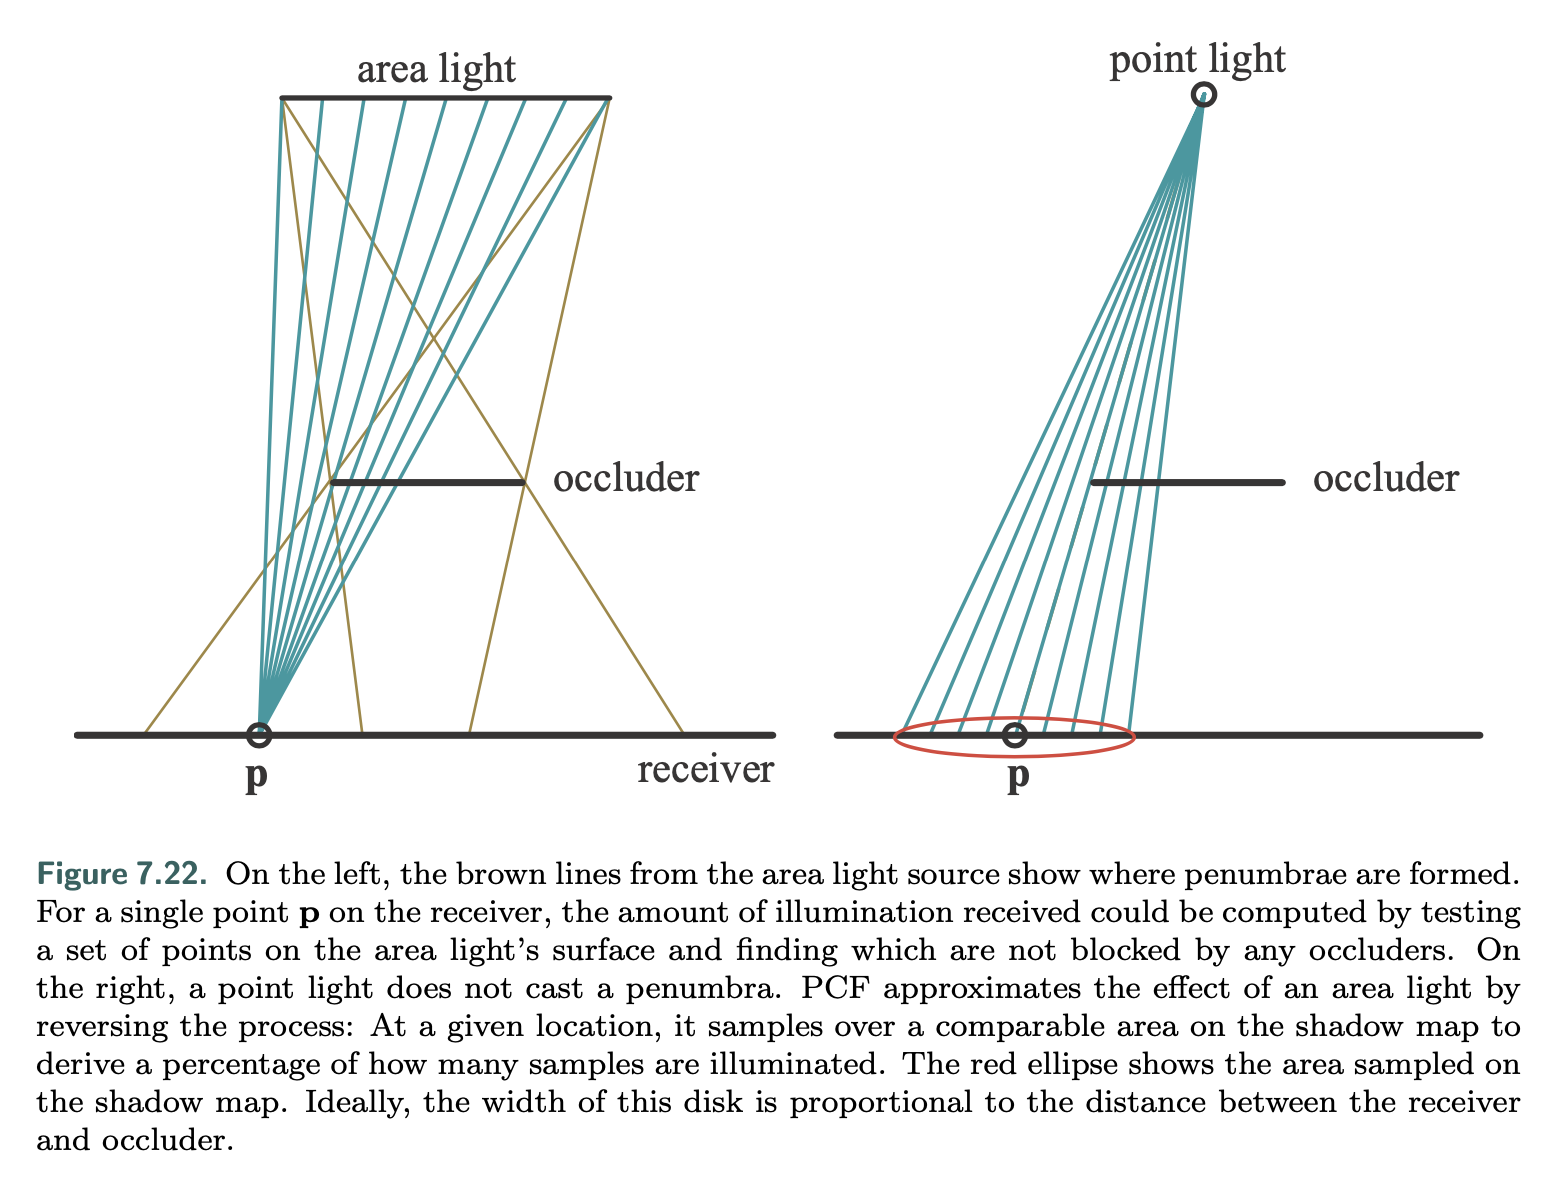 area light
point light
occluder
occluder
p
receiver
p
Figure 7.22. On the left, the brown lines from the area light source show where penumbrae are formed.
For a single point p on the receiver, the amount of illumination received could be computed by testing
a set of points on the area light's surface and finding which are not blocked by any occluders. On
the right, a point light does not cast a penumbra. PCF approximates the effect of an area light by
reversing the process: At a given location, it samples over a comparable area on the shadow map to
derive a percentage of how many samples are illuminated. The red ellipse shows the area sampled on
the shadow map. Ideally, the width of this disk is proportional to the distance between the receiver
and occluder.